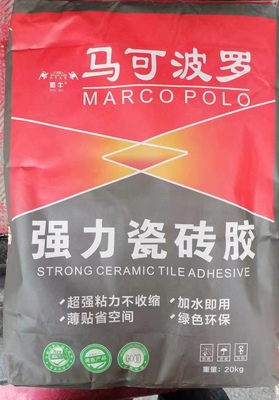 马可波罗
MARCO POLO
强力瓷砖胶
STRONG CERAMIC TILE ADHESIVE
·超强粘力不收缩 ·加水即用
·薄贴省空间 ·绿色环保
重量：20kg